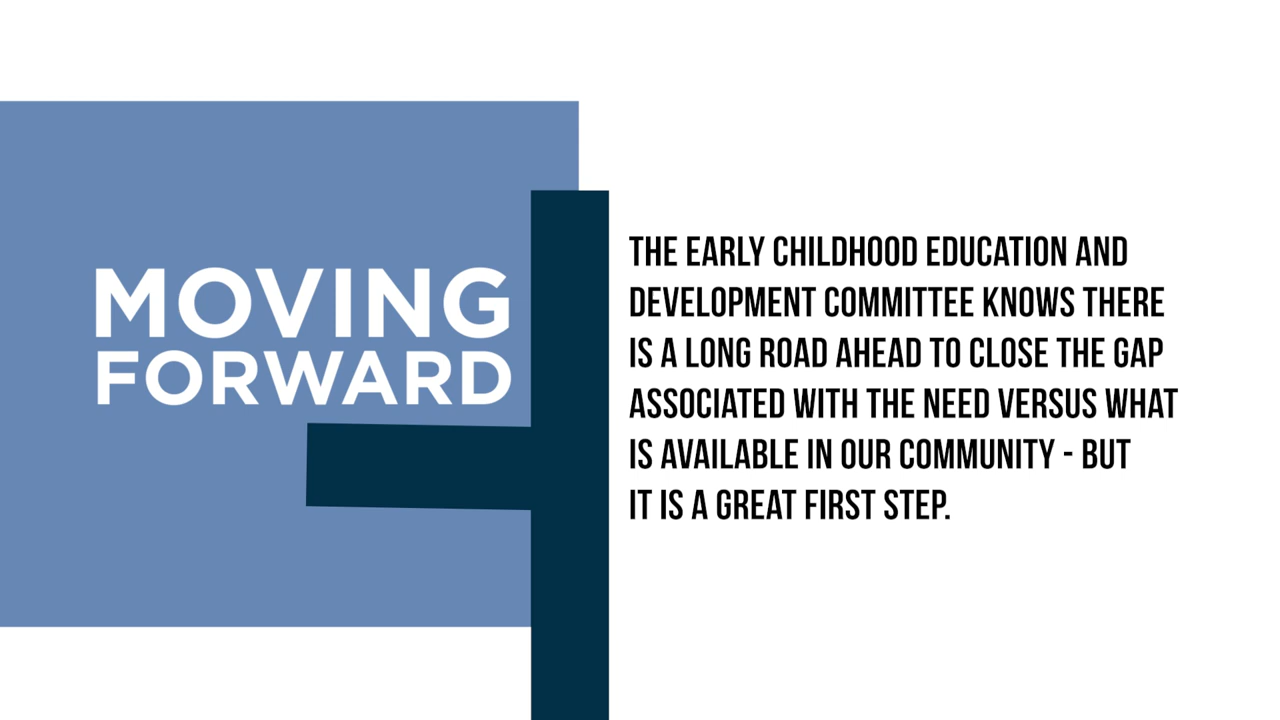 MOVING
FORWARD
THE EARLY CHILDHOOD EDUCATION AND
DEVELOPMENT COMMITTEE KNOWS THERE
IS A LONG ROAD AHEAD TO CLOSE THE GAP
ASSOCIATED WITH THE NEED VERSUS WHAT
IS AVAILABLE IN OUR COMMUNITY - BUT
IT IS A GREAT FIRST STEP.